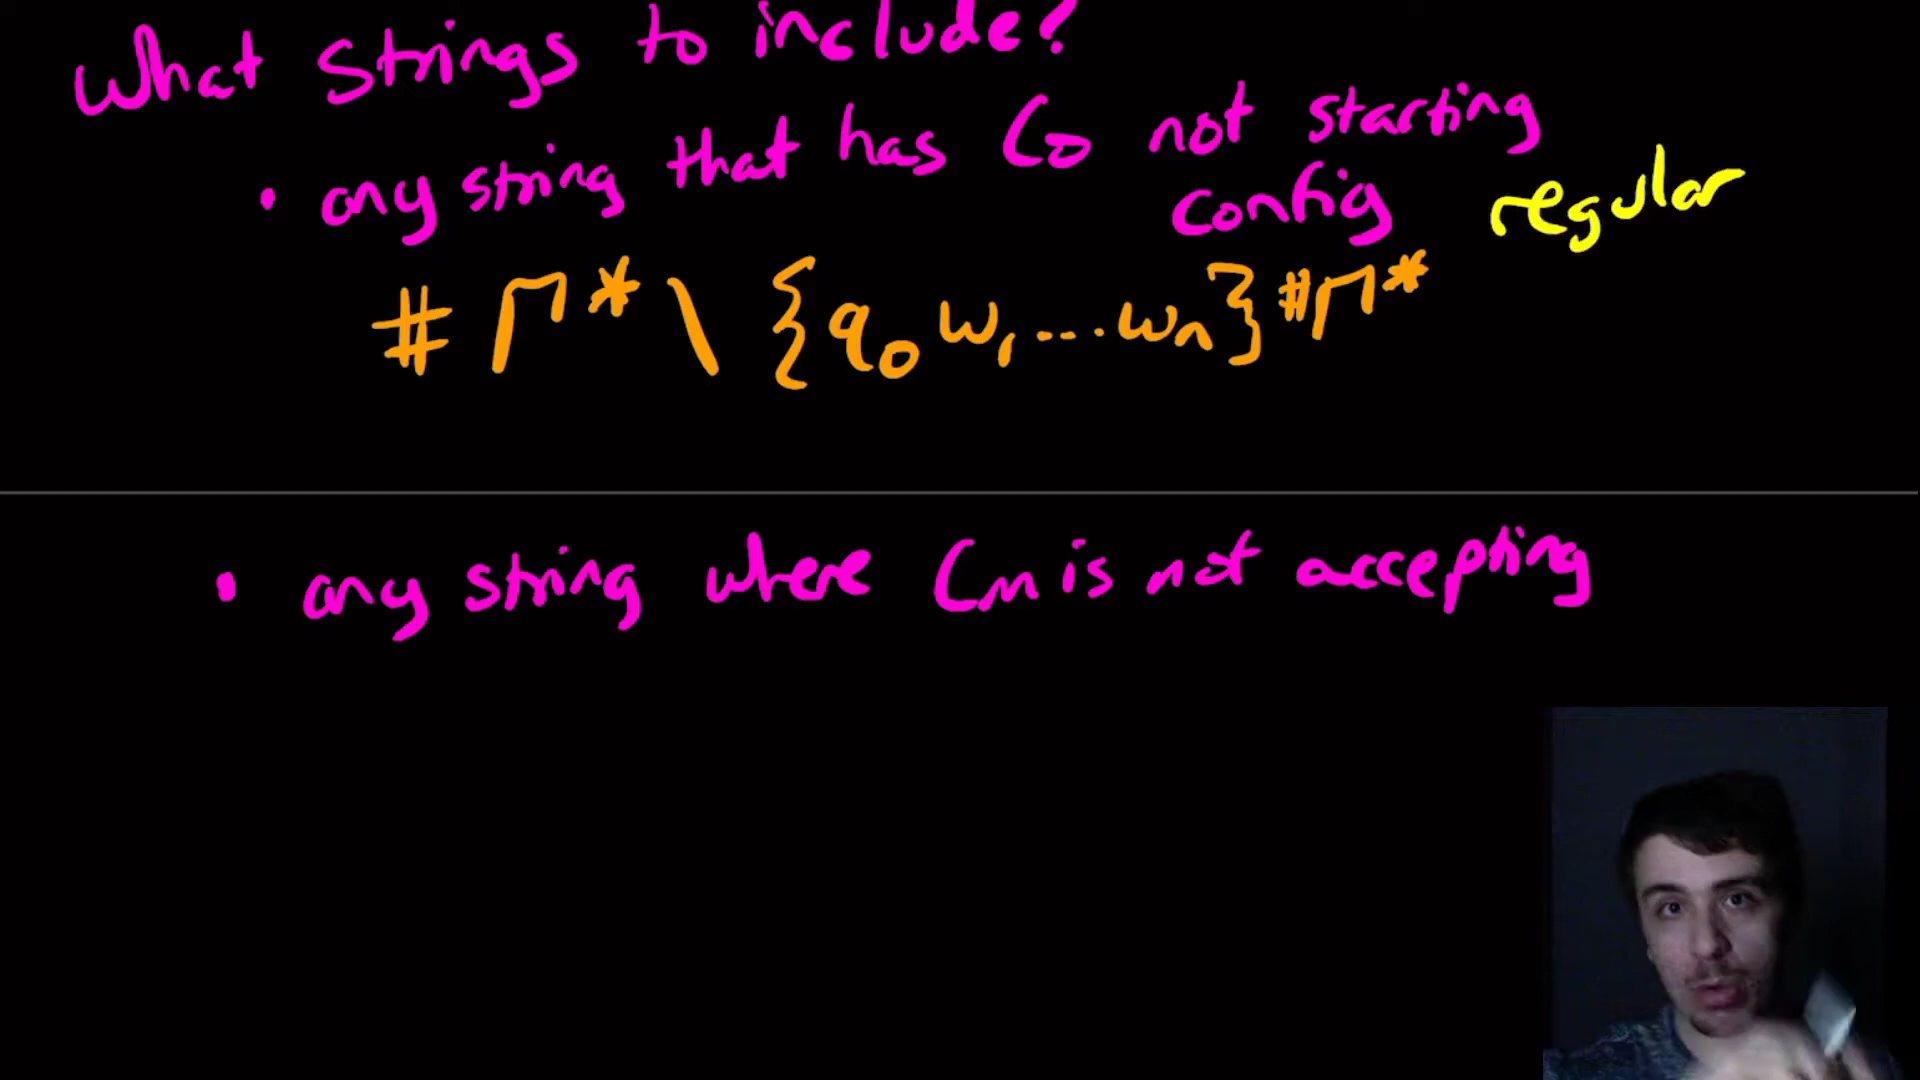 What Strings to include?
• any string that has C₀ not starting
config regular
# Γ* \ {q₀ w₁ ... wₙ} # Γ*
• any string where Cₘ is not accepting